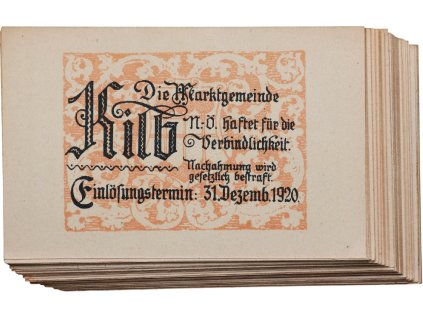 Die Marktgemeinde
Kilb
N.Ö. haftet für die
Verbindlichkeit.
Nachahmung wird
gesetzlich bestraft.
Einlösungstermin: 31. Dezemb. 1920.